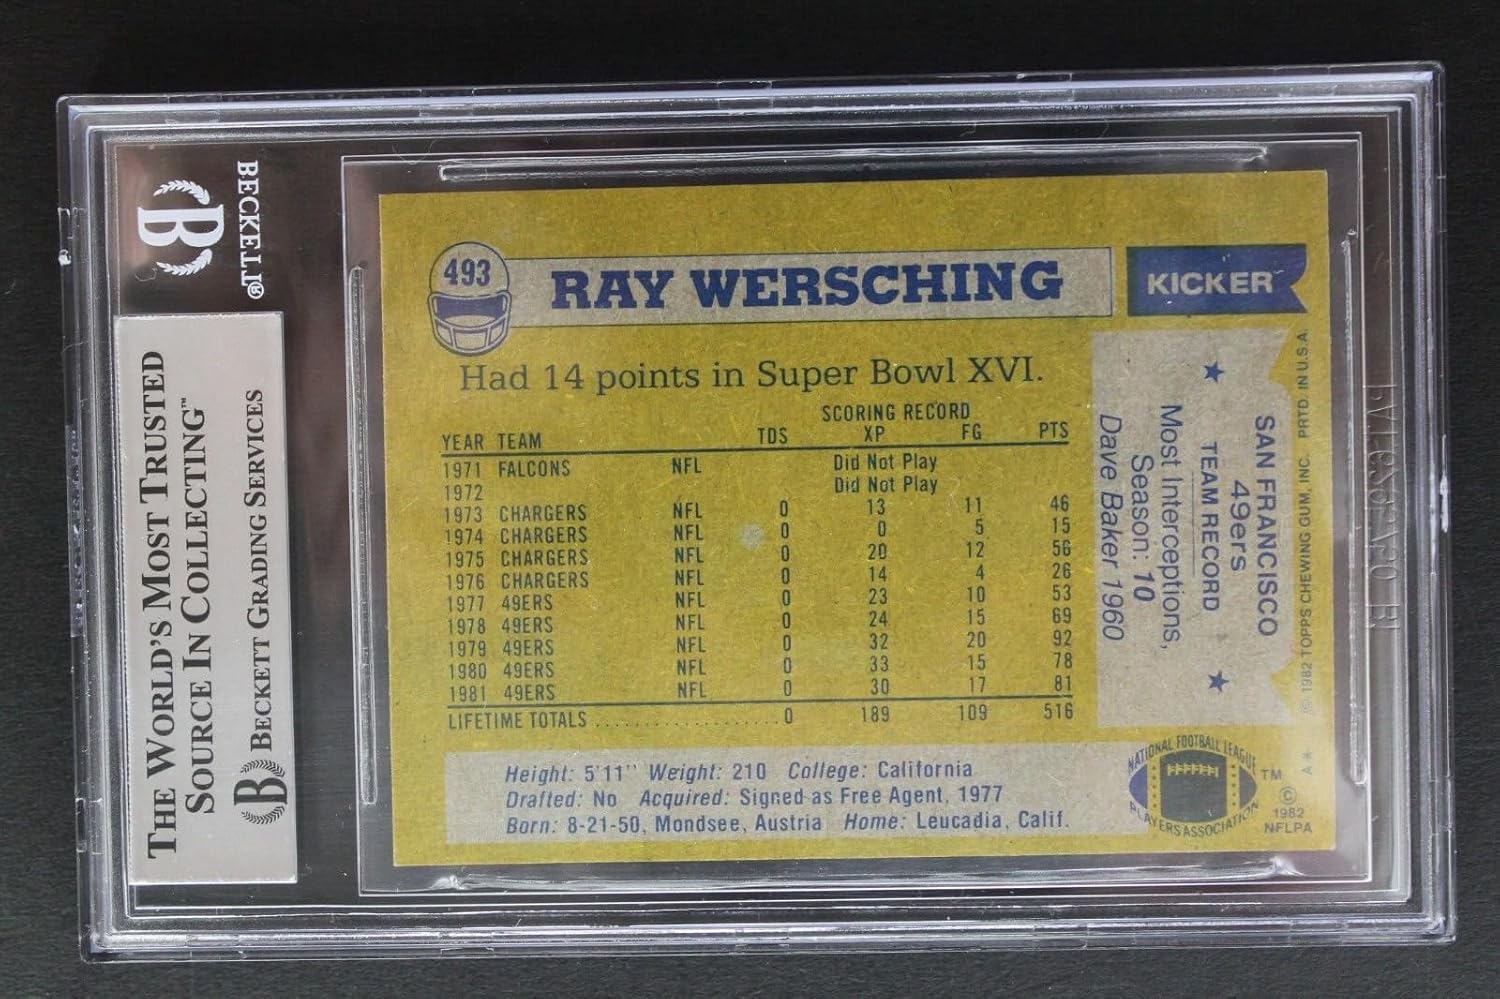 BECKETT®
B
THE WORLD'S MOST TRUSTED
SOURCE IN COLLECTING™
B BECKETT GRADING SERVICES
493 RAY WERSCHING KICKER
Had 14 points in Super Bowl XVI.
SCORING RECORD
YEAR TEAM TDS XP FG PTS
1971 FALCONS NFL Did Not Play
1972 Did Not Play
1973 CHARGERS NFL 0 13 11 46
1974 CHARGERS NFL 0 0 5 15
1975 CHARGERS NFL 0 20 12 56
1976 CHARGERS NFL 0 14 4 26
1977 49ERS NFL 0 23 10 53
1978 49ERS NFL 0 24 15 69
1979 49ERS NFL 0 32 20 92
1980 49ERS NFL 0 33 15 78
1981 49ERS NFL 0 30 17 81
LIFETIME TOTALS ..................0 189 109 516
Height: 5'11" Weight: 210 College: California
Drafted: No Acquired: Signed as Free Agent, 1977
Born: 8-21-50, Mondsee, Austria Home: Leucadia, Calif.
SAN FRANCISCO
49ers
★ TEAM RECORD ★
Most Interceptions,
Season: 10
Dave Baker 1960
© 1982 TOPPS CHEWING GUM, INC. PRTD. IN U.S.A.
A**
NATIONAL FOOTBALL LEAGUE
PLAYERS ASSOCIATION
TM
©
1982
NFLPA